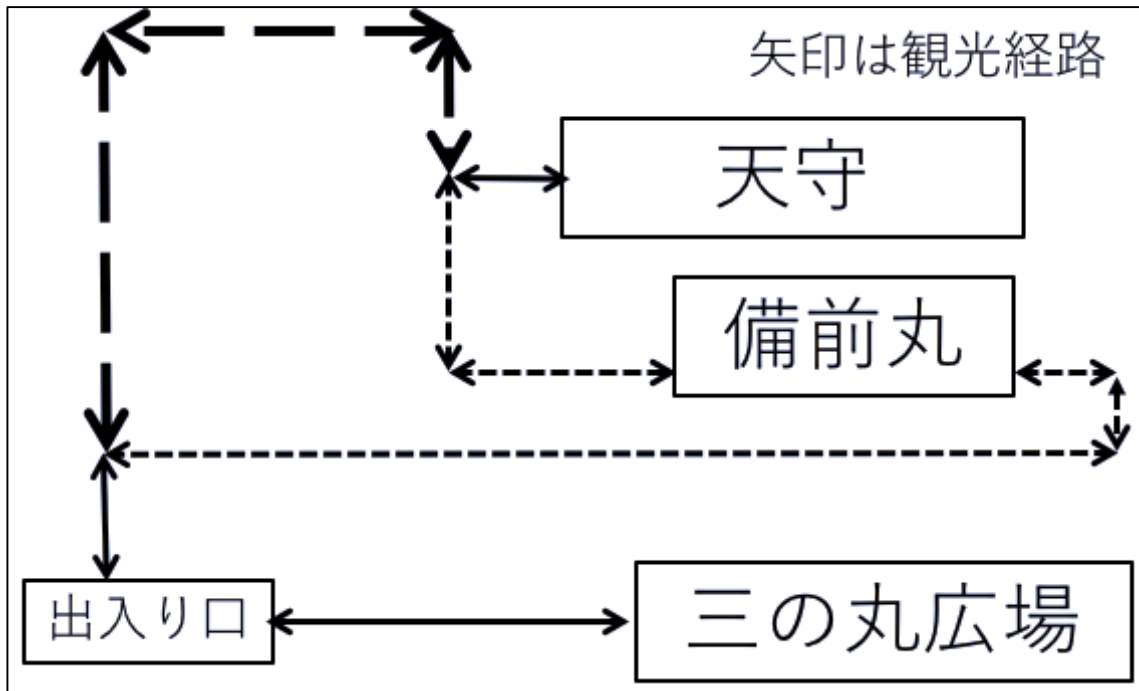 矢印は観光経路
天守
備前丸
出入り口
三の丸広場